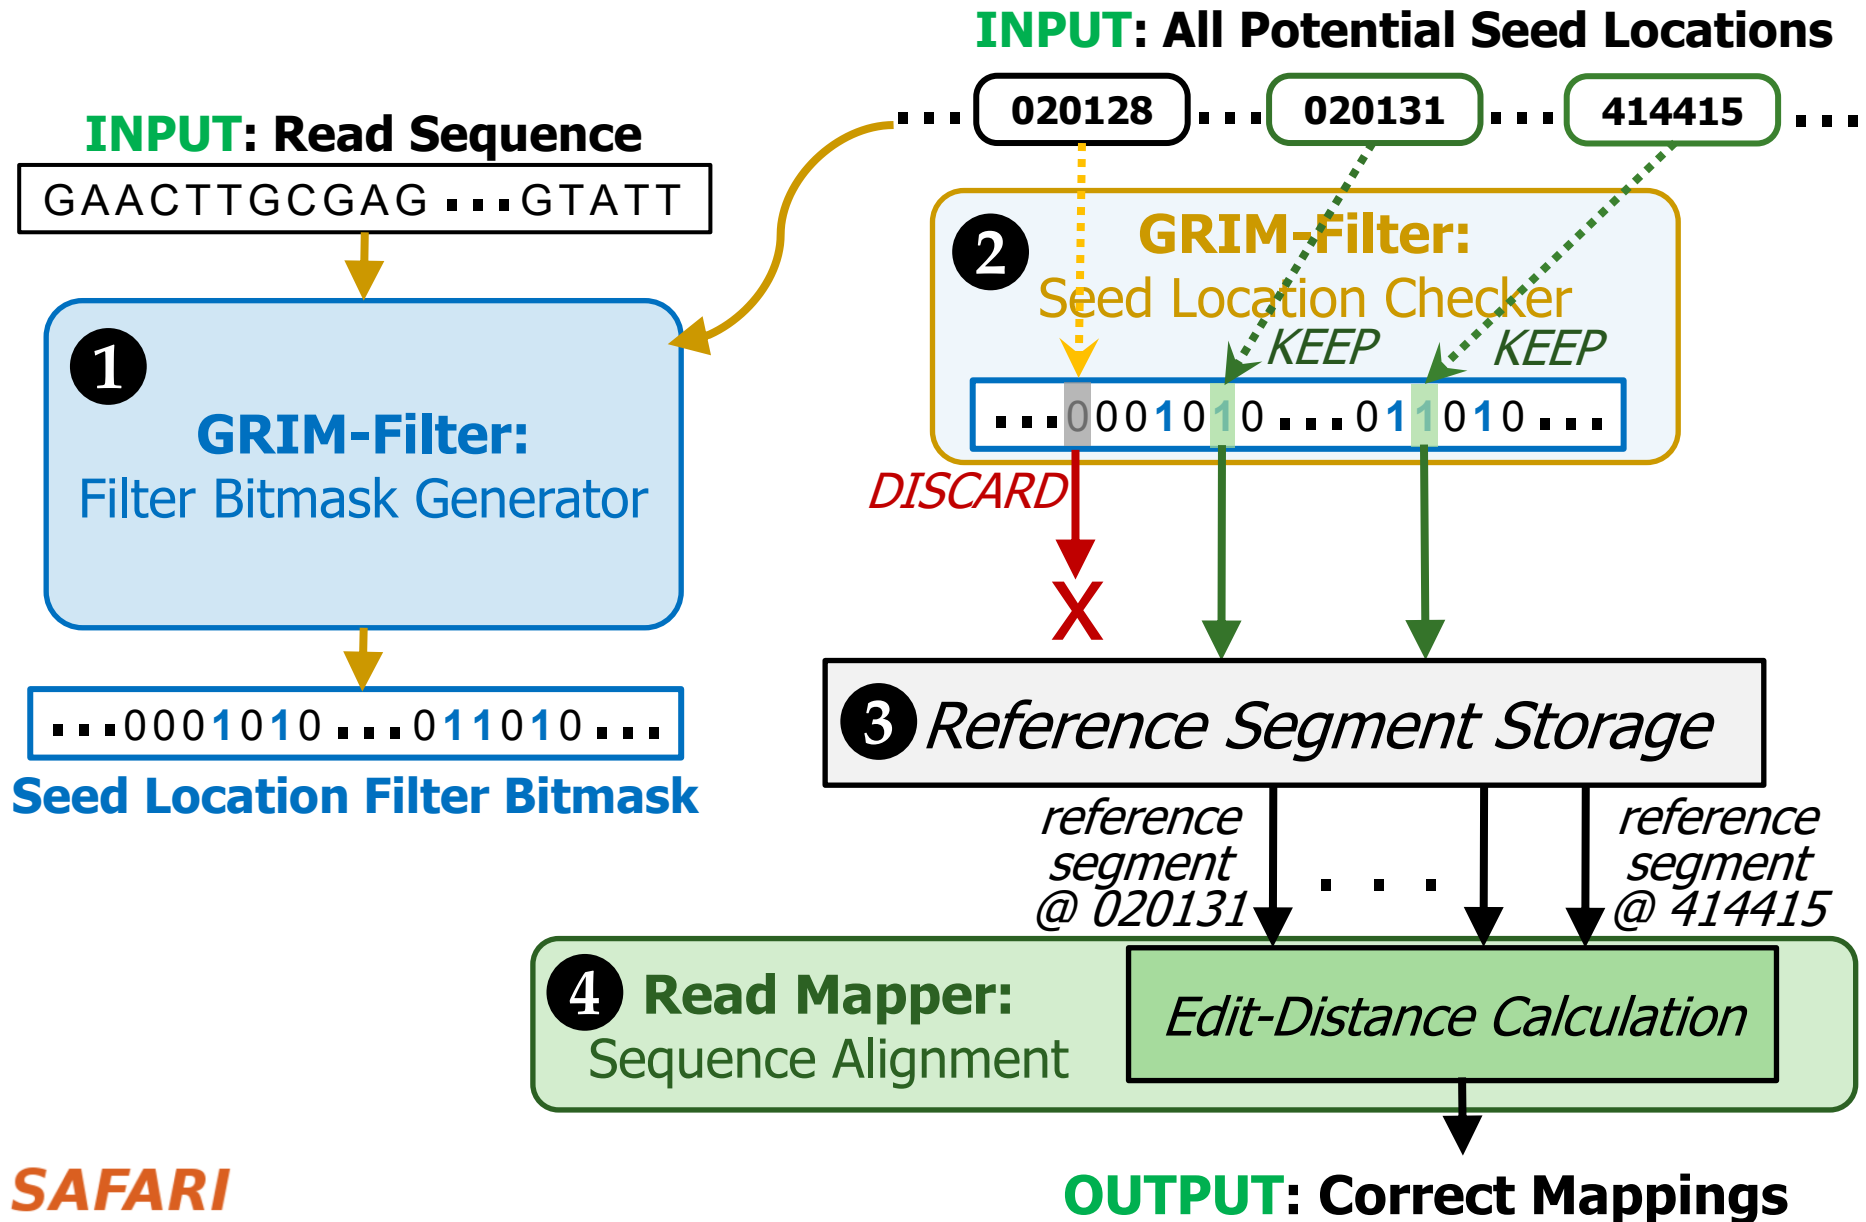 INPUT: All Potential Seed Locations
... 020128 ... 020131 ... 414415 ...
INPUT: Read Sequence
GAACTTGCGAG ... GTATT
1
GRIM-Filter:
Filter Bitmask Generator
...0001010...011010...
Seed Location Filter Bitmask
2
GRIM-Filter:
Seed Location Checker
KEEP KEEP
...0001010...011010...
DISCARD
X
3 Reference Segment Storage
reference
segment
@ 020131
. . .
reference
segment
@ 414415
4 Read Mapper:
Sequence Alignment
Edit-Distance Calculation
SAFARI
OUTPUT: Correct Mappings